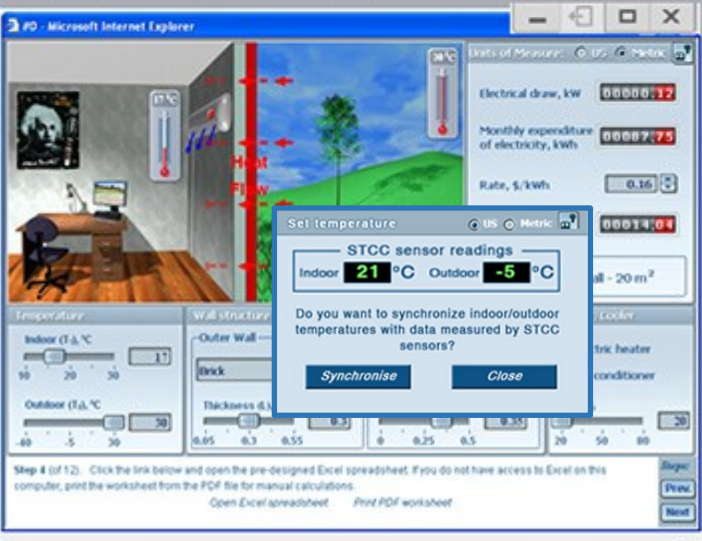 #D - Microsoft Internet Explorer
Units of Measure: US Metric
17 °C
30 °C
Heat
Flow
Electrical draw, kW 00000,12
Monthly expenditure
of electricity, kWh 00087,75
Rate, $/kWh 0.16
00014,04
all - 20 m²
Set temperature US Metric
STCC sensor readings
Indoor 21 °C Outdoor -5 °C
Do you want to synchronize indoor/outdoor
temperatures with data measured by STCC
sensors?
Synchronise Close
Temperature
Indoor (Tᵢ), °C
17
10 20 30
Outdoor (Tₒ), °C
30
-40 -5 30
Wall structure
Outer Wall
Brick
Thickness (L),
0.3
0.05 0.3 0.55
0.35
0 0.25 0.5
/Cooler
tric heater
conditioner
20
20 50 80
Step 4 (of 12). Click the link below and open the pre-designed Excel spreadsheet. If you do not have access to Excel on this
computer, print the worksheet from the PDF file for manual calculations.
Open Excel spreadsheet Print PDF worksheet
Steps:
Prev.
Next